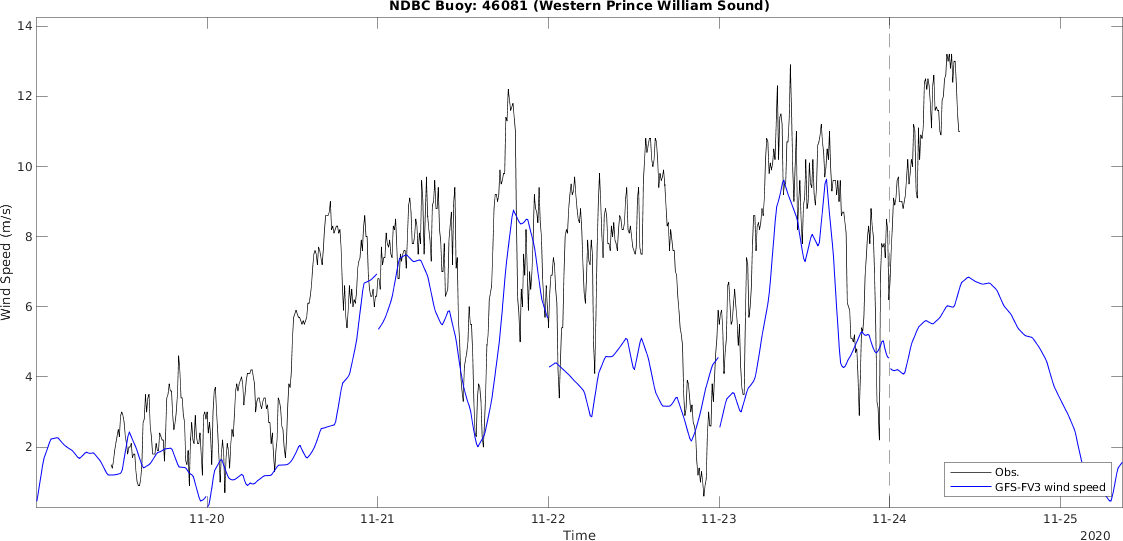 NDBC Buoy: 46081 (Western Prince William Sound)
14
12
10
8
6
4
2
Wind Speed (m/s)
Obs.
GFS-FV3 wind speed
11-20
11-21
11-22
11-23
11-24
11-25
Time
2020